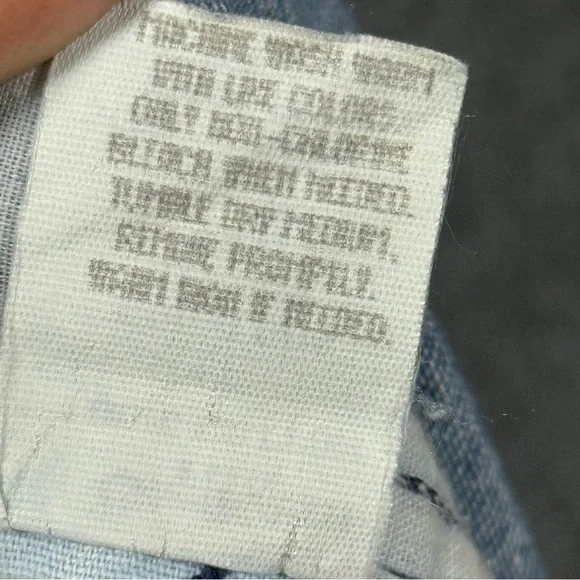 MACHINE WASH WARM
WITH LIKE COLORS.
ONLY NON-CHLORINE
BLEACH WHEN NEEDED.
TUMBLE DRY MEDIUM.
REMOVE PROMPTLY.
WARM IRON IF NEEDED.